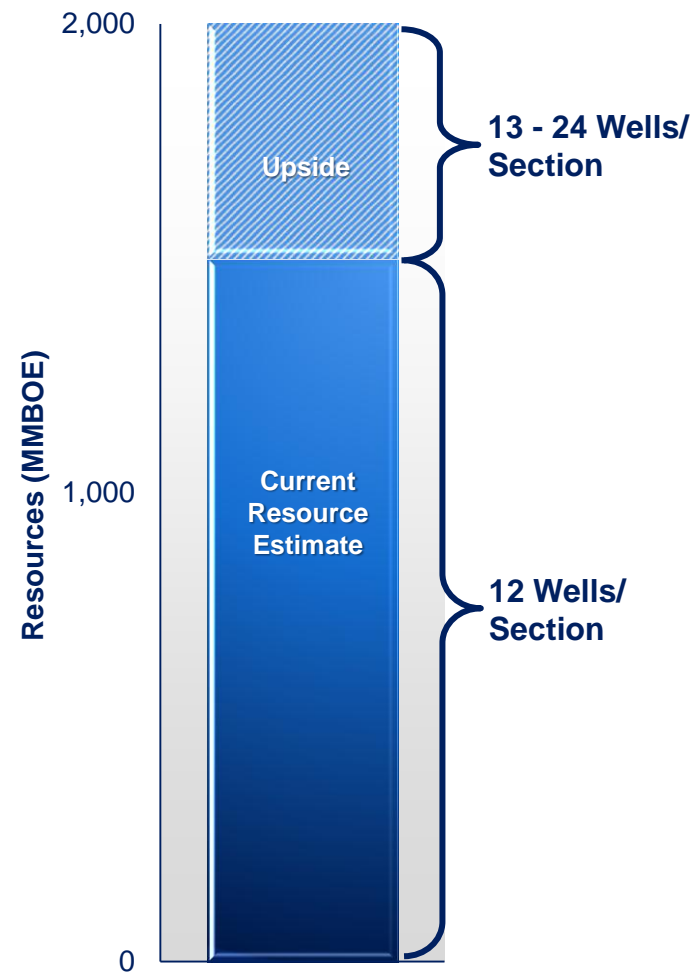 2,000
13 - 24 Wells/
Section
Upside
Resources (MMBOE)
1,000
Current
Resource
Estimate
12 Wells/
Section
0